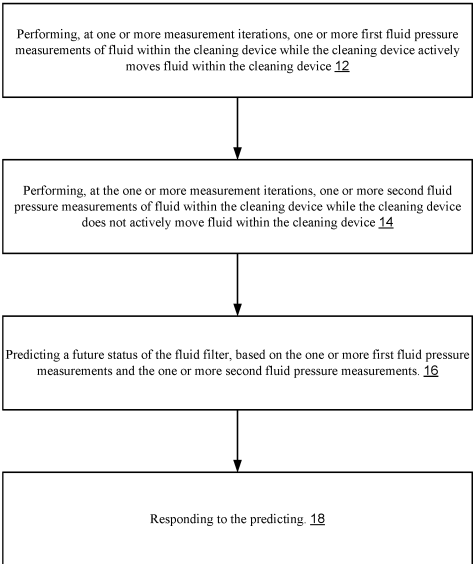 Performing, at one or more measurement iterations, one or more first fluid pressure
measurements of fluid within the cleaning device while the cleaning device actively
moves fluid within the cleaning device 12
Performing, at the one or more measurement iterations, one or more second fluid
pressure measurements of fluid within the cleaning device while the cleaning device
does not actively move fluid within the cleaning device 14
Predicting a future status of the fluid filter, based on the one or more first fluid pressure
measurements and the one or more second fluid pressure measurements. 16
Responding to the predicting. 18